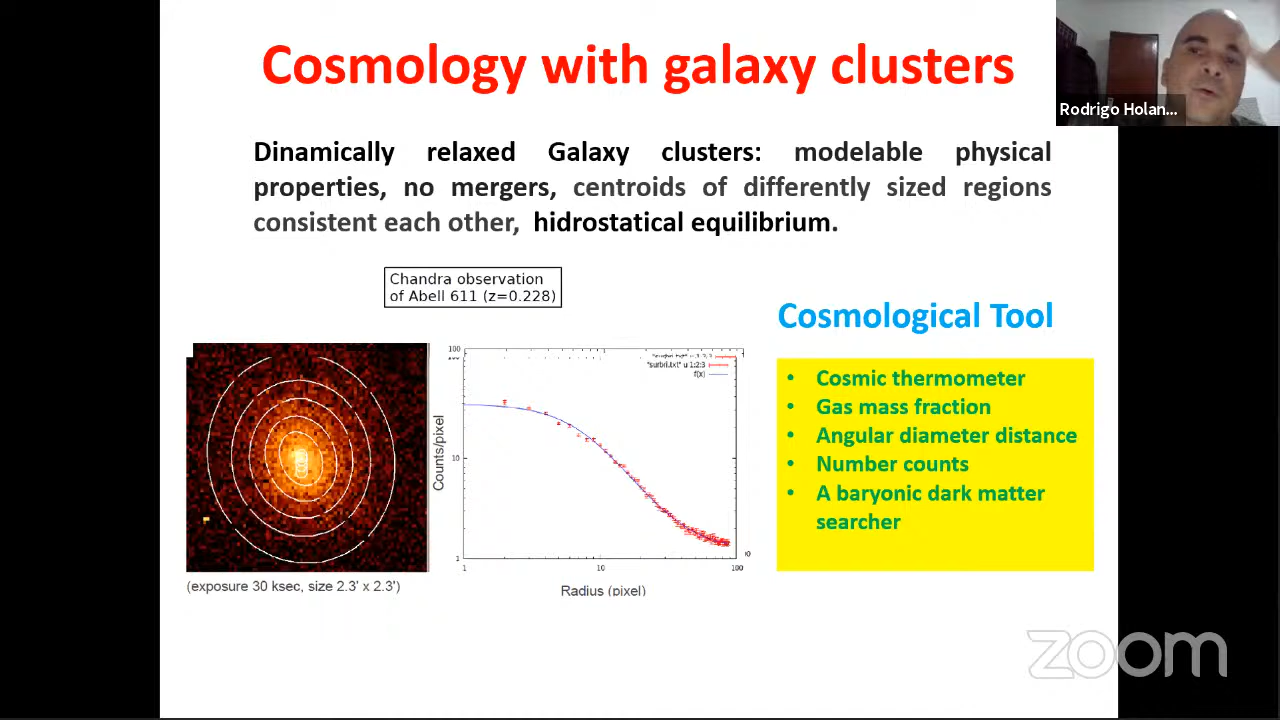 Cosmology with galaxy clusters
Rodrigo Holan...
Dinamically relaxed Galaxy clusters: modelable physical
properties, no mergers, centroids of differently sized regions
consistent each other, hidrostatical equilibrium.
Chandra observation
of Abell 611 (z=0.228)
(exposure 30 ksec, size 2.3' x 2.3')
100
"surbri.txt" u 1:2:3
f(x)
Counts/pixel
10
1
1 10 100
Radius (pixel)
Cosmological Tool
• Cosmic thermometer
• Gas mass fraction
• Angular diameter distance
• Number counts
• A baryonic dark matter
searcher
zoom